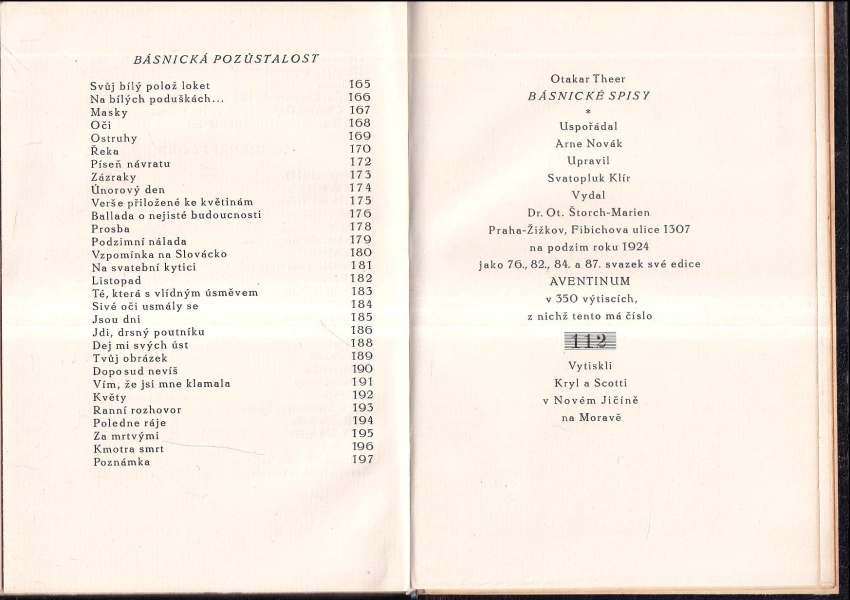 BÁSNICKÁ POZŮSTALOST
Svůj bílý polož loket 165
Na bílých poduškách... 166
Masky 167
Oči 168
Ostruhy 169
Řeka 170
Píseň návratu 172
Zázraky 173
Únorový den 174
Verše přiložené ke květinám 175
Ballada o nejisté budoucnosti 176
Prosba 178
Podzimní nálada 179
Vzpomínka na Slovácko 180
Na svatební kytici 181
Listopad 182
Té, která s vlídným úsměvem 183
Sivé oči usmály se 184
Jsou dni 185
Jdi, drsný poutníku 186
Dej mi svých úst 188
Tvůj obrázek 189
Doposud nevíš 190
Vím, že jsi mne klamala 191
Květy 192
Ranní rozhovor 193
Poledne ráje 194
Za mrtvými 195
Kmotra smrt 196
Poznámka 197
Otakar Theer
BÁSNICKÉ SPISY
*
Uspořádal
Arne Novák
Upravil
Svatopluk Klír
Vydal
Dr. Ot. Štorch-Marien
Praha-Žižkov, Fibichova ulice 1307
na podzim roku 1924
jako 76., 82., 84. a 87. svazek své edice
AVENTINUM
v 350 výtiscích,
z nichž tento má číslo
112
Vytiskli
Kryl a Scotti
v Novém Jičíně
na Moravě